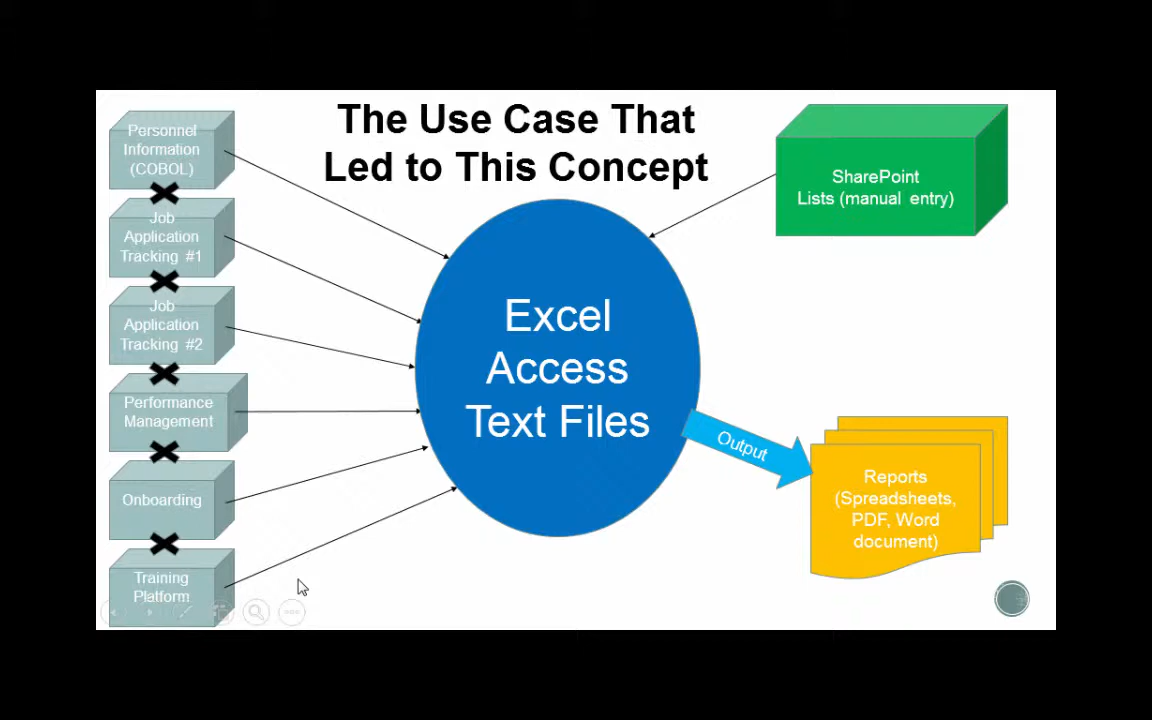 The Use Case That
Led to This Concept
Personnel
Information
(COBOL)
Job
Application
Tracking #1
Job
Application
Tracking #2
Performance
Management
Onboarding
Training
Platform
Excel
Access
Text Files
SharePoint
Lists (manual entry)
Output
Reports
(Spreadsheets,
PDF, Word
document)